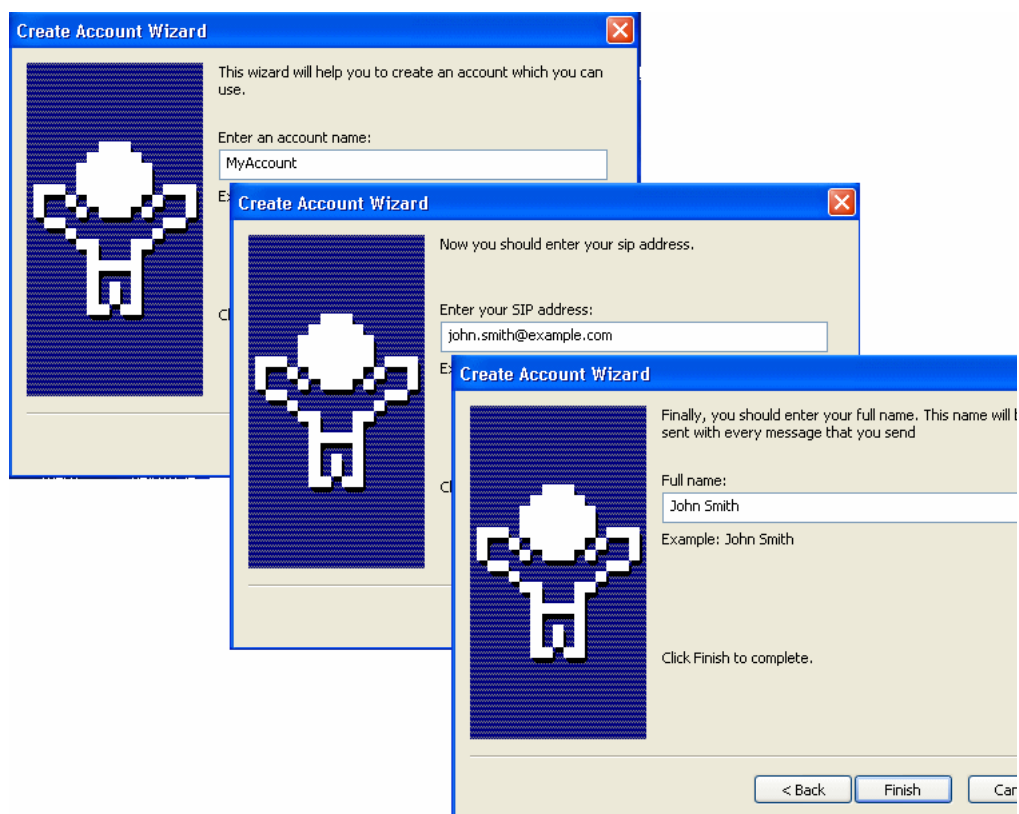 Create Account Wizard
This wizard will help you to create an account which you can
use.
Enter an account name:
MyAccount
Create Account Wizard
Now you should enter your sip address.
Enter your SIP address:
john.smith@example.com
Create Account Wizard
Finally, you should enter your full name. This name will
sent with every message that you send
Full name:
John Smith
Example: John Smith
Click Finish to complete.
< Back
Finish